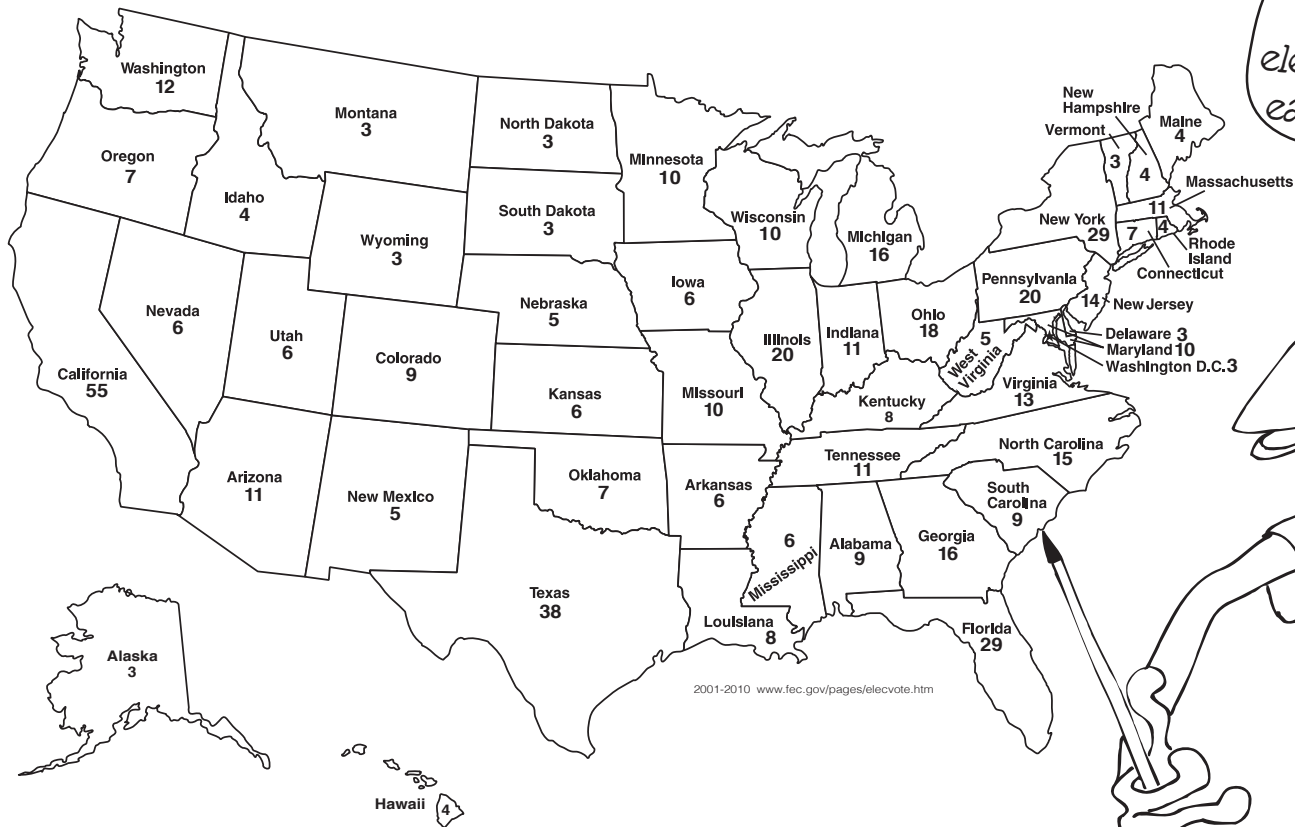 Washington
12
Oregon
7
California
55
Nevada
6
Idaho
4
Montana
3
Wyoming
3
Utah
6
Arizona
11
Colorado
9
New Mexico
5
North Dakota
3
South Dakota
3
Nebraska
5
Kansas
6
Oklahoma
7
Texas
38
Minnesota
10
Iowa
6
Missouri
10
Arkansas
6
Louisiana
8
Wisconsin
10
Illinois
20
Michigan
16
Indiana
11
Ohio
18
Kentucky
8
Tennessee
11
6
Mississippi
Alabama
9
Georgia
16
Florida
29
South
Carolina
9
North Carolina
15
Virginia
13
5
West
Virginia
Pennsylvania
20
New York
29
Vermont
3
New
Hampshire
4
Maine
4
Massachusetts
11
Rhode
Island
4
Connecticut
7
New Jersey
14
Delaware 3
Maryland 10
Washington D.C. 3
Alaska
3
Hawaii
4
2001-2010 www.fec.gov/pages/elecvote.htm